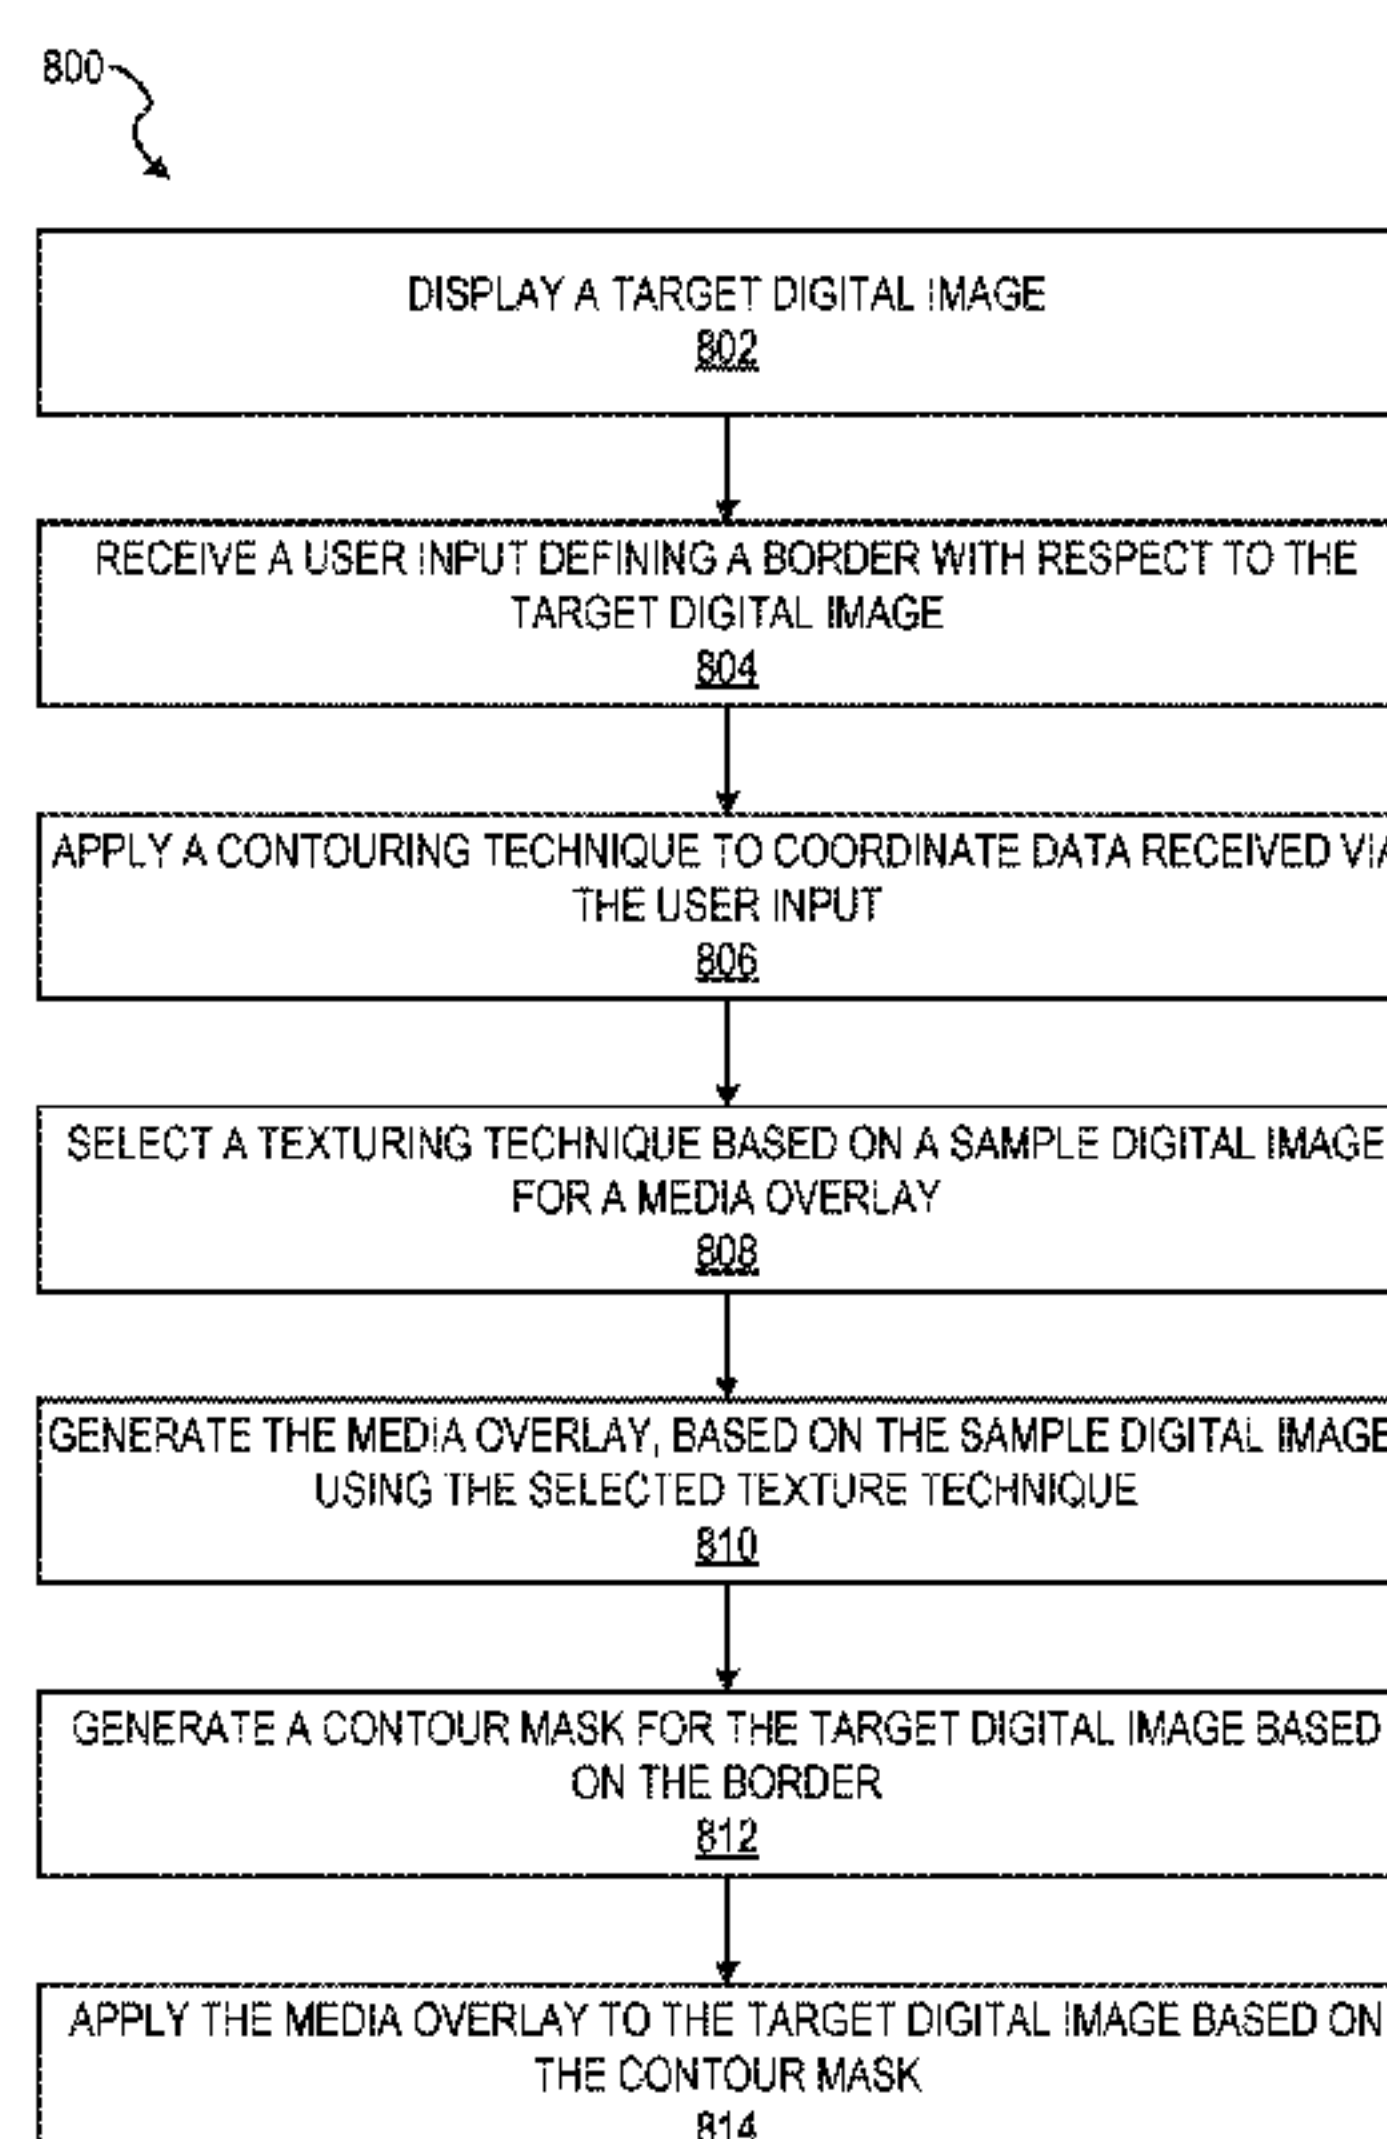 800
DISPLAY A TARGET DIGITAL IMAGE
802
RECEIVE A USER INPUT DEFINING A BORDER WITH RESPECT TO THE
TARGET DIGITAL IMAGE
804
APPLY A CONTOURING TECHNIQUE TO COORDINATE DATA RECEIVED VIA
THE USER INPUT
806
SELECT A TEXTURING TECHNIQUE BASED ON A SAMPLE DIGITAL IMAGE
FOR A MEDIA OVERLAY
808
GENERATE THE MEDIA OVERLAY, BASED ON THE SAMPLE DIGITAL IMAGE
USING THE SELECTED TEXTURE TECHNIQUE
810
GENERATE A CONTOUR MASK FOR THE TARGET DIGITAL IMAGE BASED
ON THE BORDER
812
APPLY THE MEDIA OVERLAY TO THE TARGET DIGITAL IMAGE BASED ON
THE CONTOUR MASK
814